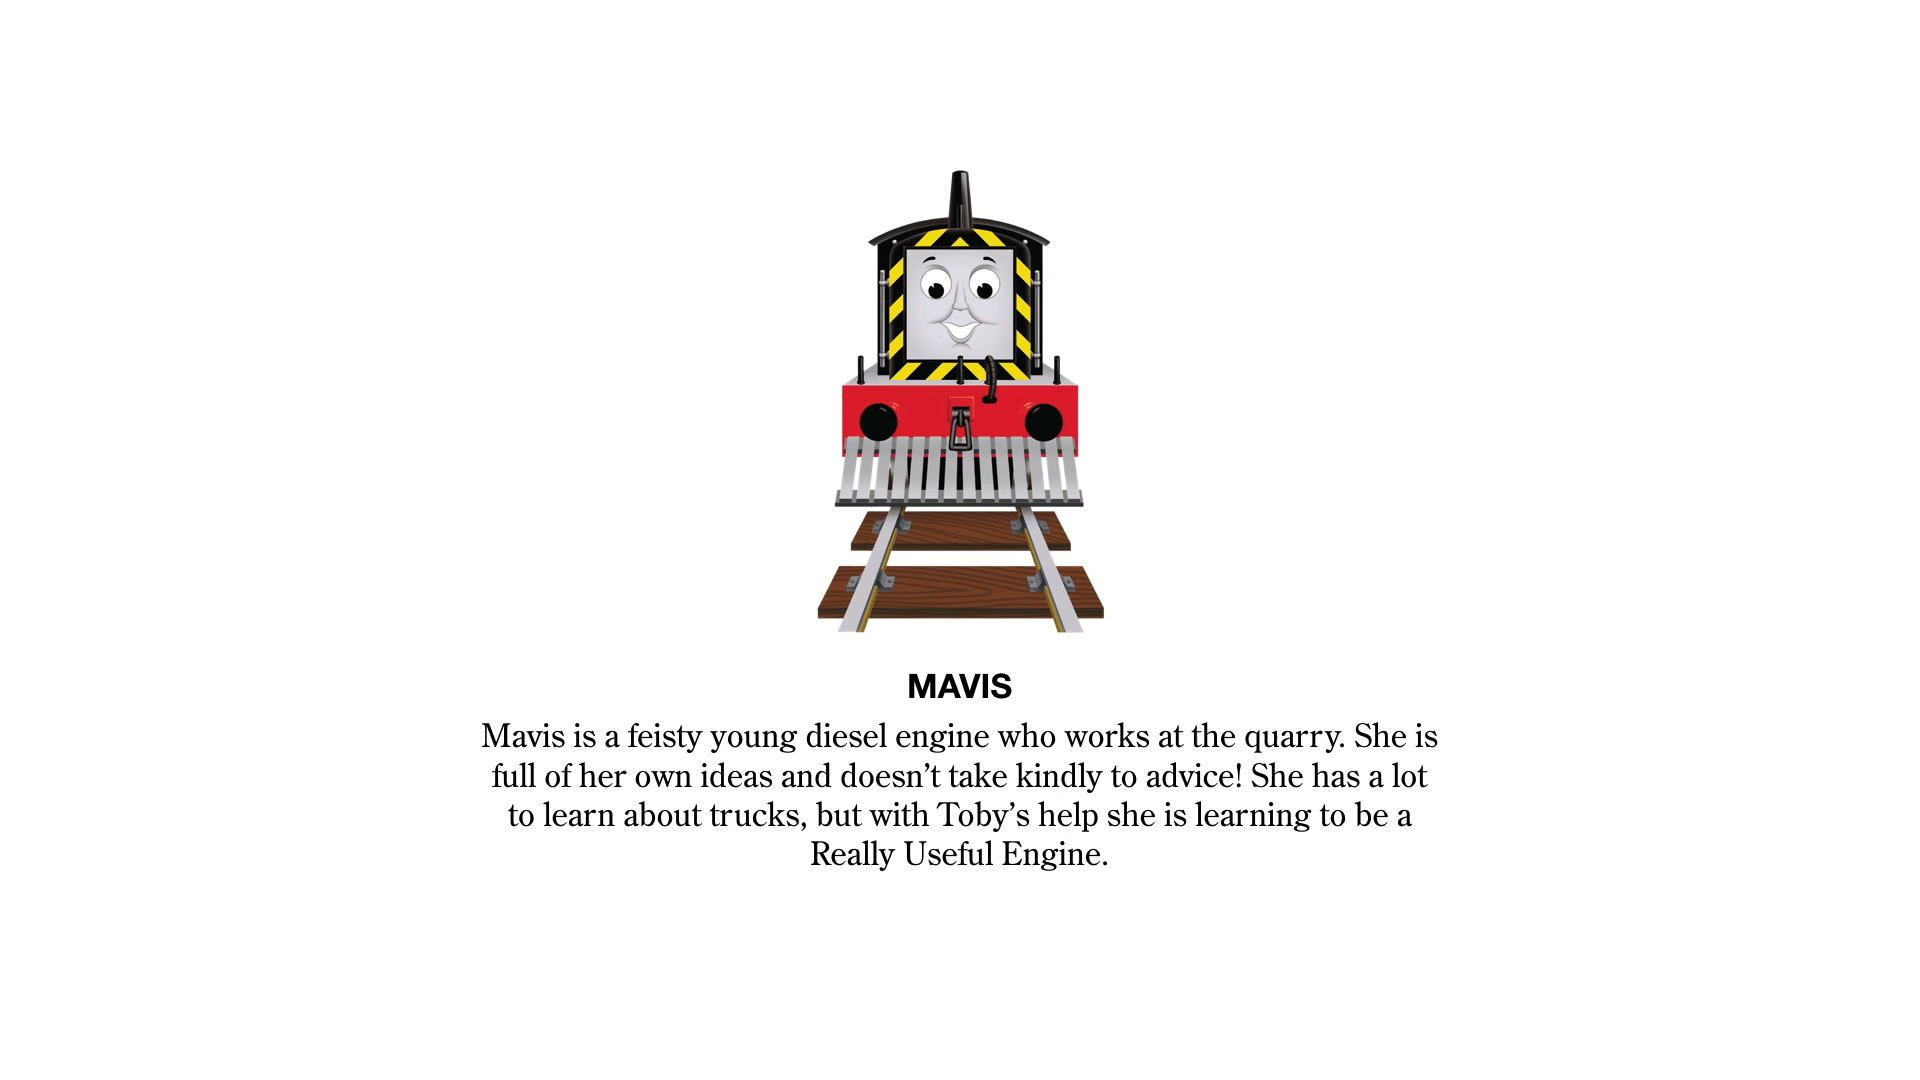 MAVIS
Mavis is a feisty young diesel engine who works at the quarry. She is
full of her own ideas and doesn’t take kindly to advice! She has a lot
to learn about trucks, but with Toby’s help she is learning to be a
Really Useful Engine.